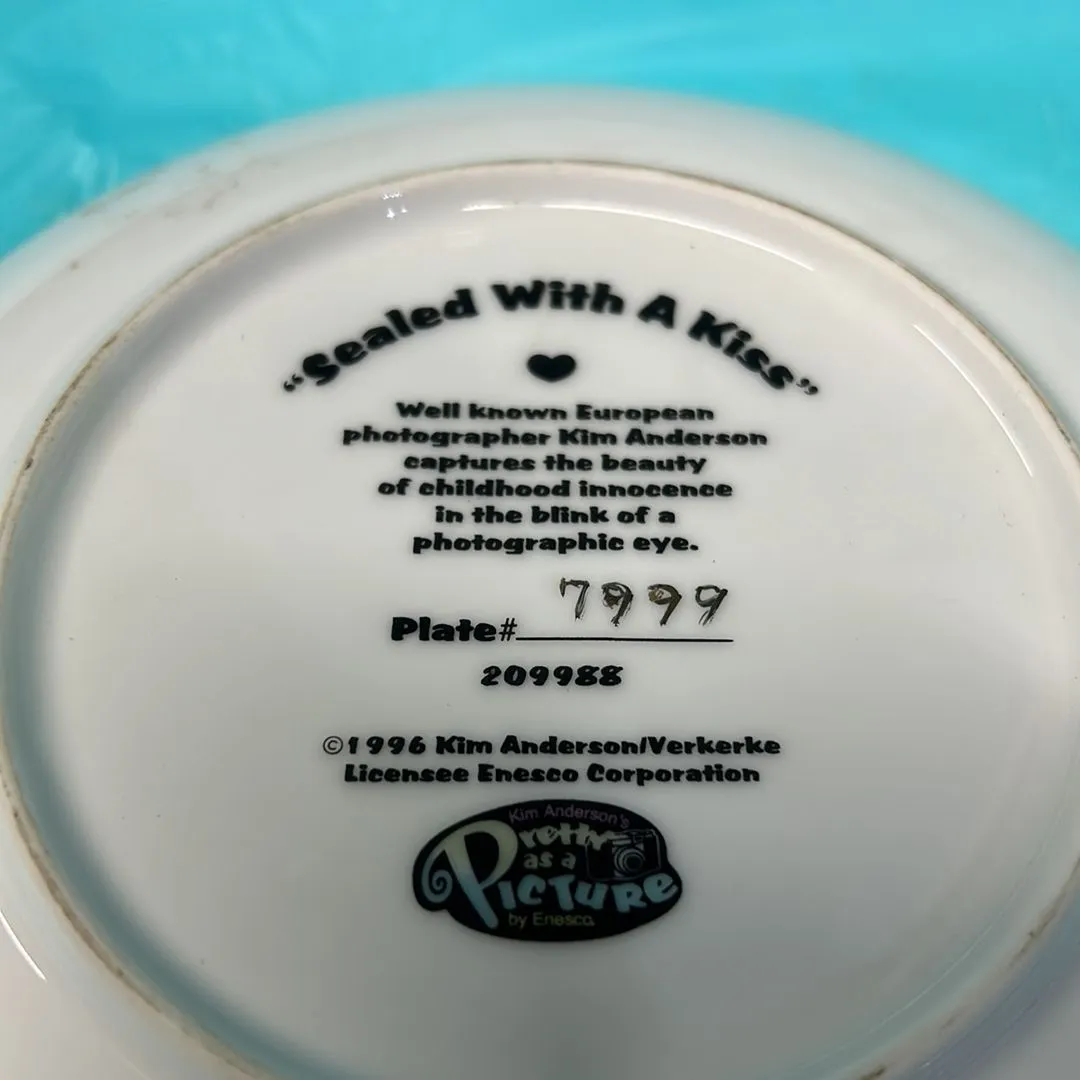 “Sealed With A Kiss”
Well known European
photographer Kim Anderson
captures the beauty
of childhood innocence
in the blink of a
photographic eye.
7999
Plate#
209988
©1996 Kim Anderson/Verkerke
Licensee Enesco Corporation
Kim Anderson's
Pretty
as a
PICTURE
by Enesco